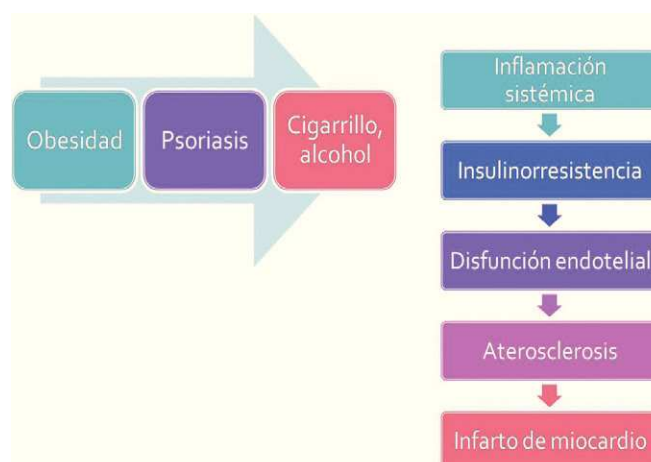 Obesidad
Psoriasis
Cigarrillo,
alcohol
Inflamación
sistémica
Insulinorresistencia
Disfunción endotelial
Aterosclerosis
Infarto de miocardio